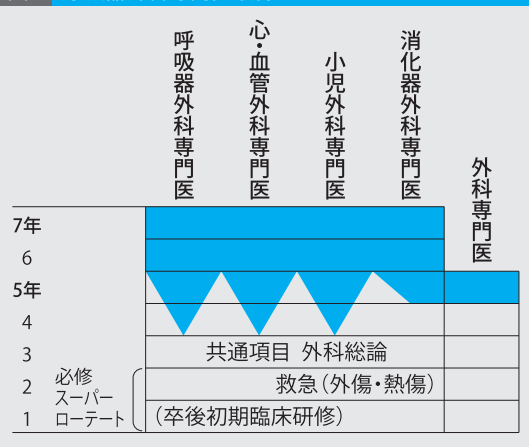 呼吸器外科専門医
心・血管外科専門医
小児外科専門医
消化器外科専門医
外科専門医
7年
6
5年
4
3
共通項目 外科総論
2
必修
スーパー
ローテート
救急(外傷・熱傷)
1
(卒後初期臨床研修)